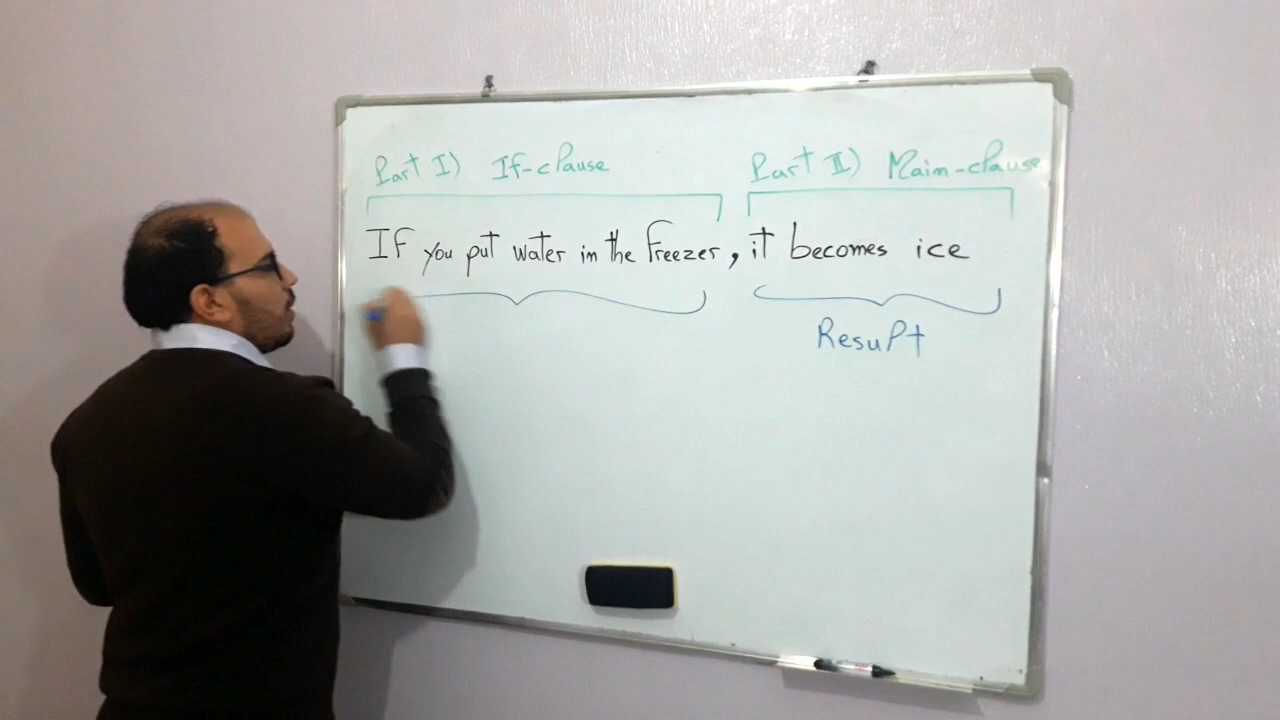 Part I) If-clause Part II) Main-clause
If you put water in the freezer, it becomes ice
Result